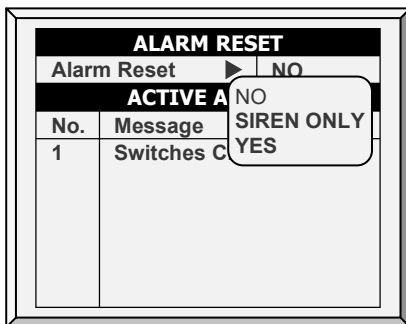 ALARM RESET
Alarm Reset ▶ NO
ACTIVE A
NO
SIREN ONLY
YES
No. Message
1 Switches C